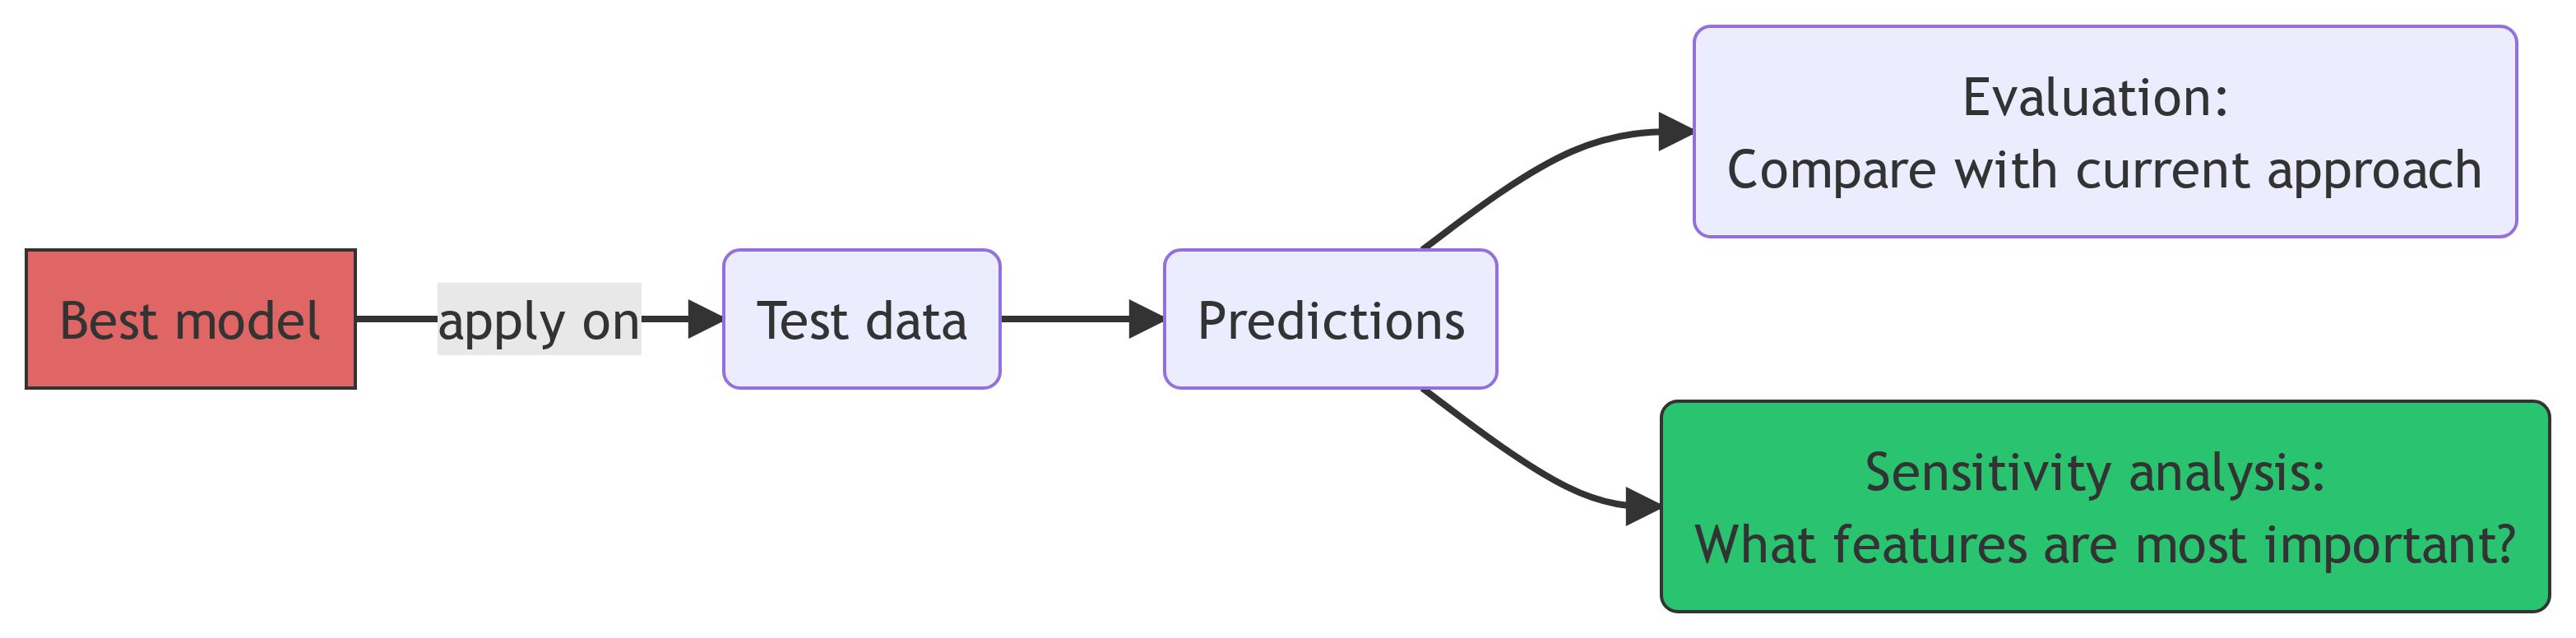 Best model
apply on
Test data
Predictions
Evaluation:
Compare with current approach
Sensitivity analysis:
What features are most important?